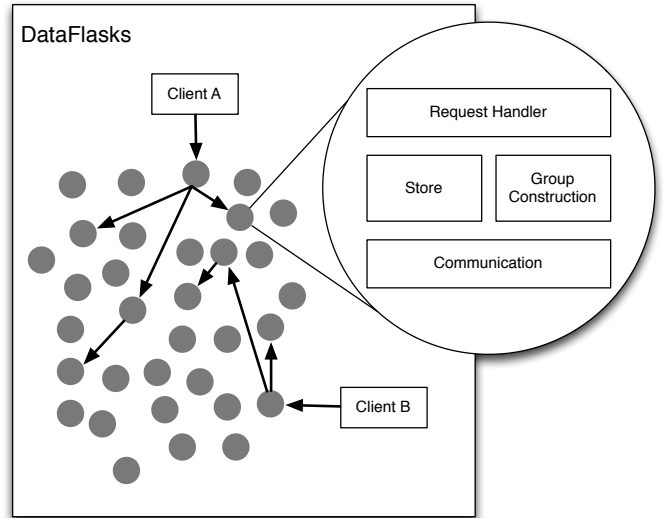 DataFlasks
Client A
Request Handler
Store
Group
Construction
Communication
Client B